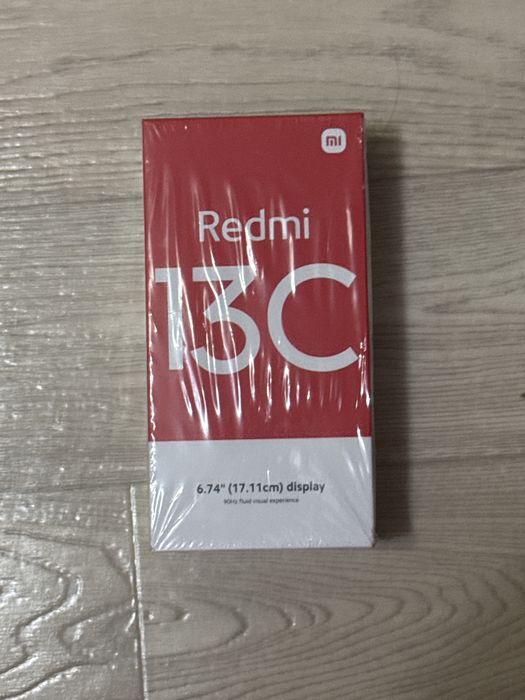 mi
Redmi
13C
6.74" (17.11cm) display
90Hz fluid visual experience